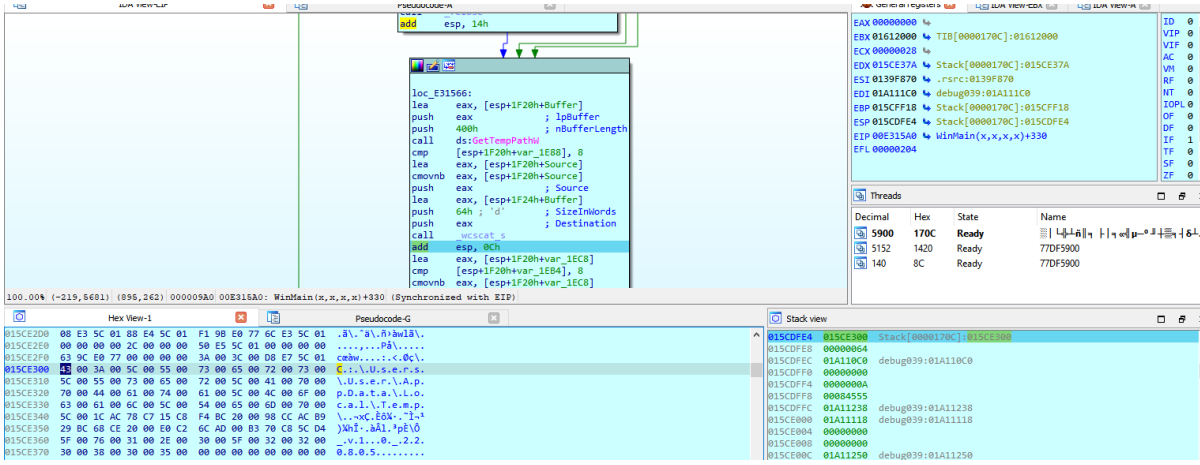 IDA View-EIP
Pseudocode-A
add esp, 14h
loc_E31566:
lea eax, [esp+1F20h+Buffer]
push eax ; lpBuffer
push 400h ; nBufferLength
call ds:GetTempPathW
cmp [esp+1F20h+var_1E88], 8
lea eax, [esp+1F20h+Source]
cmovnb eax, [esp+1F20h+Source]
push eax ; Source
lea eax, [esp+1F24h+Buffer]
push 64h ; 'd' ; SizeInWords
push eax ; Destination
call _wcscat_s
add esp, 0Ch
lea eax, [esp+1F20h+var_1EC8]
cmp [esp+1F20h+var_1EB4], 8
cmovnb eax, [esp+1F20h+var_1EC8]
100.00% (-219,5681) (895,262) 000009A0 00E315A0: WinMain(x,x,x,x)+330 (Synchronized with EIP)
General registers
IDA View-EBX
IDA View-A
EAX 00000000
EBX 01612000 TIB[0000170C]:01612000
ECX 00000028
EDX 015CE37A Stack[0000170C]:015CE37A
ESI 0139F870 .rsrc:0139F870
EDI 01A111C0 debug039:01A111C0
EBP 015CFF18 Stack[0000170C]:015CFF18
ESP 015CDFE4 Stack[0000170C]:015CDFE4
EIP 00E315A0 WinMain(x,x,x,x)+330
EFL 00000204
ID 0
VIP 0
VIF 0
AC 0
VM 0
RF 0
NT 0
IOPL 0
OF 0
DF 0
IF 1
TF 0
SF 0
ZF 0
Threads
Decimal Hex State Name
5900 170C Ready
5152 1420 Ready 77DF5900
140 8C Ready 77DF5900
Hex View-1
Pseudocode-G
015CE2D0 08 E3 5C 01 88 E4 5C 01 F1 9B E0 77 6C E3 5C 01 .ã\.ˆä\.ñ›àwlã\.
015CE2E0 00 00 00 00 2C 00 00 00 50 E5 5C 01 00 00 00 00 ....,...På\.....
015CE2F0 63 9C E0 77 00 00 00 00 3A 00 3C 00 D8 E7 5C 01 cœàw....:.<.Øç\.
015CE300 43 00 3A 00 5C 00 55 00 73 00 65 00 72 00 73 00 C.:.\.U.s.e.r.s.
015CE310 5C 00 55 00 73 00 65 00 72 00 5C 00 41 00 70 00 \.U.s.e.r.\.A.p.
015CE320 70 00 44 00 61 00 74 00 61 00 5C 00 4C 00 6F 00 p.D.a.t.a.\.L.o.
015CE330 63 00 61 00 6C 00 5C 00 54 00 65 00 6D 00 70 00 c.a.l.\.T.e.m.p.
015CE340 5C 00 1C AC 78 C7 15 C8 F4 BC 20 00 98 CC AC B9
015CE350 29 BC 68 CE 20 00 E0 C2 6C AD 00 B3 70 C8 5C D4
015CE360 5F 00 76 00 31 00 2E 00 30 00 5F 00 32 00 32 00 _.v.1...0._.2.2.
015CE370 30 00 38 00 30 00 35 00 00 00 00 00 00 00 00 00 0.8.0.5.........
Stack view
015CDFE4 015CE300 Stack[0000170C]:015CE300
015CDFE8 00000064
015CDFEC 01A110C0 debug039:01A110C0
015CDFF0 00000000
015CDFF4 0000000A
015CDFF8 00084555
015CDFFC 01A11238 debug039:01A11238
015CE000 01A11118 debug039:01A11118
015CE004 00000000
015CE008 00000000
015CE00C 01A11250 debug039:01A11250